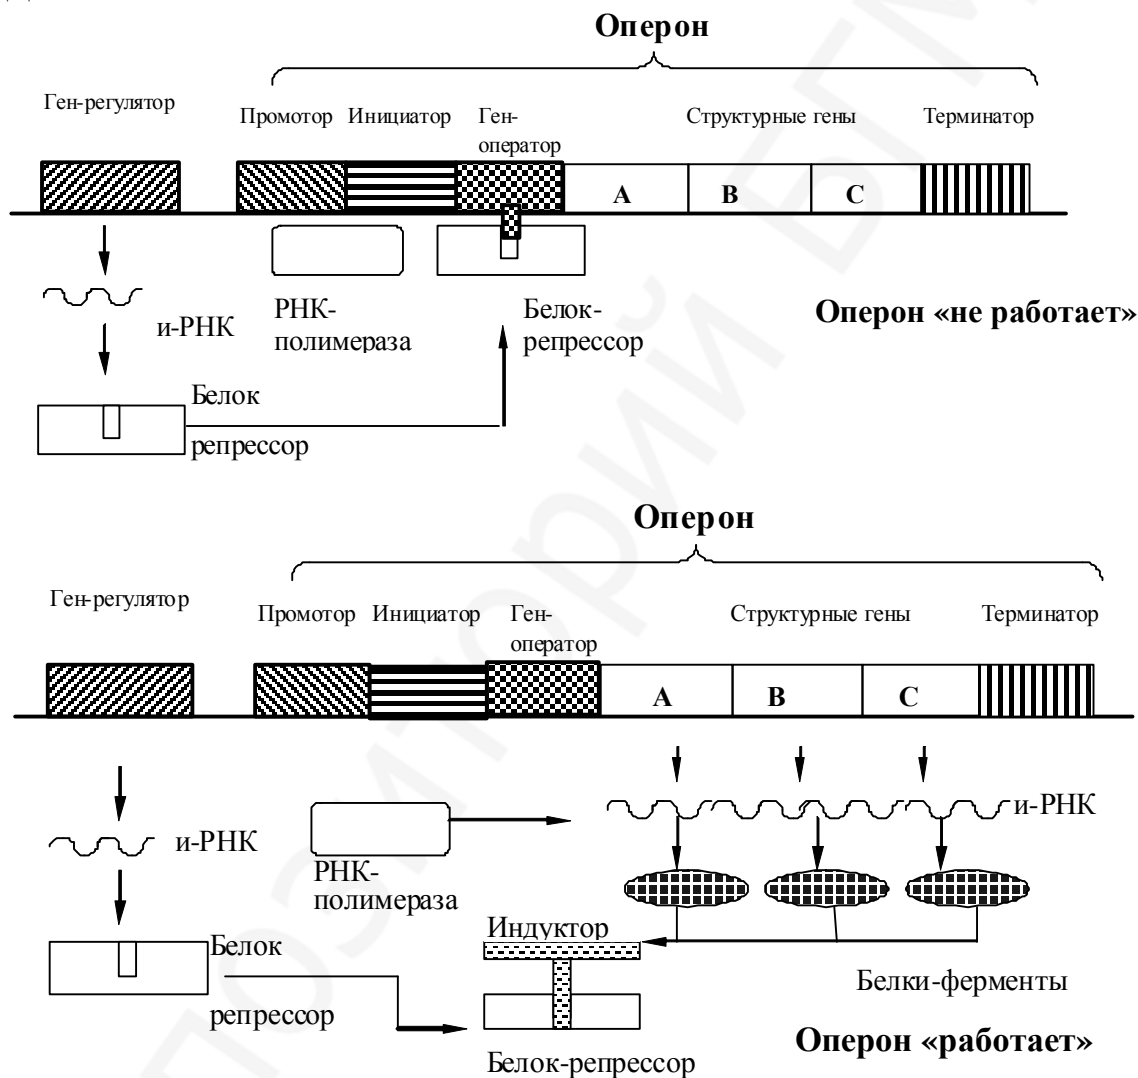 Оперон
Ген-регулятор
Промотор Инициатор Ген-
оператор
Структурные гены
Терминатор
А В С
и-РНК
РНК-
полимераза
Белок-
репрессор
Оперон «не работает»
Белок
репрессор
Оперон
Ген-регулятор
Промотор Инициатор Ген-
оператор
Структурные гены
Терминатор
А В С
и-РНК
и-РНК
РНК-
полимераза
Индуктор
Белок
репрессор
Белки-ферменты
Белок-репрессор
Оперон «работает»